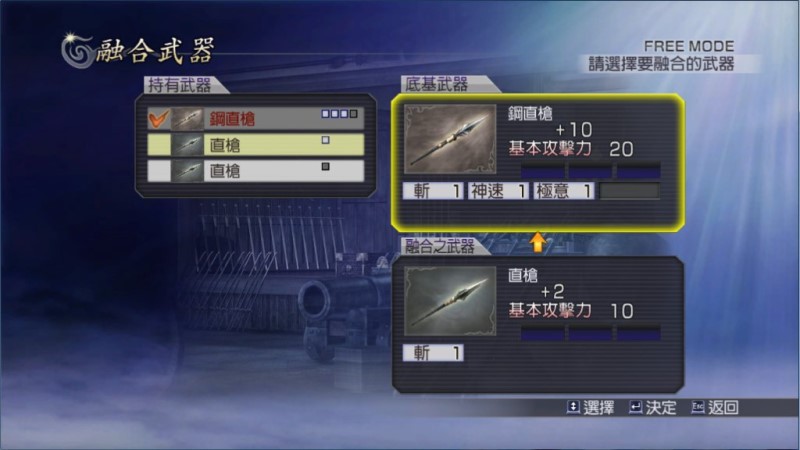 融合武器
FREE MODE
請選擇要融合的武器
持有武器
鋼直槍
直槍
直槍
底基武器
鋼直槍
+10
基本攻擊力 20
斬 1 神速 1 極意 1
融合之武器
直槍
+2
基本攻擊力 10
斬 1
選擇 決定 Esc 返回